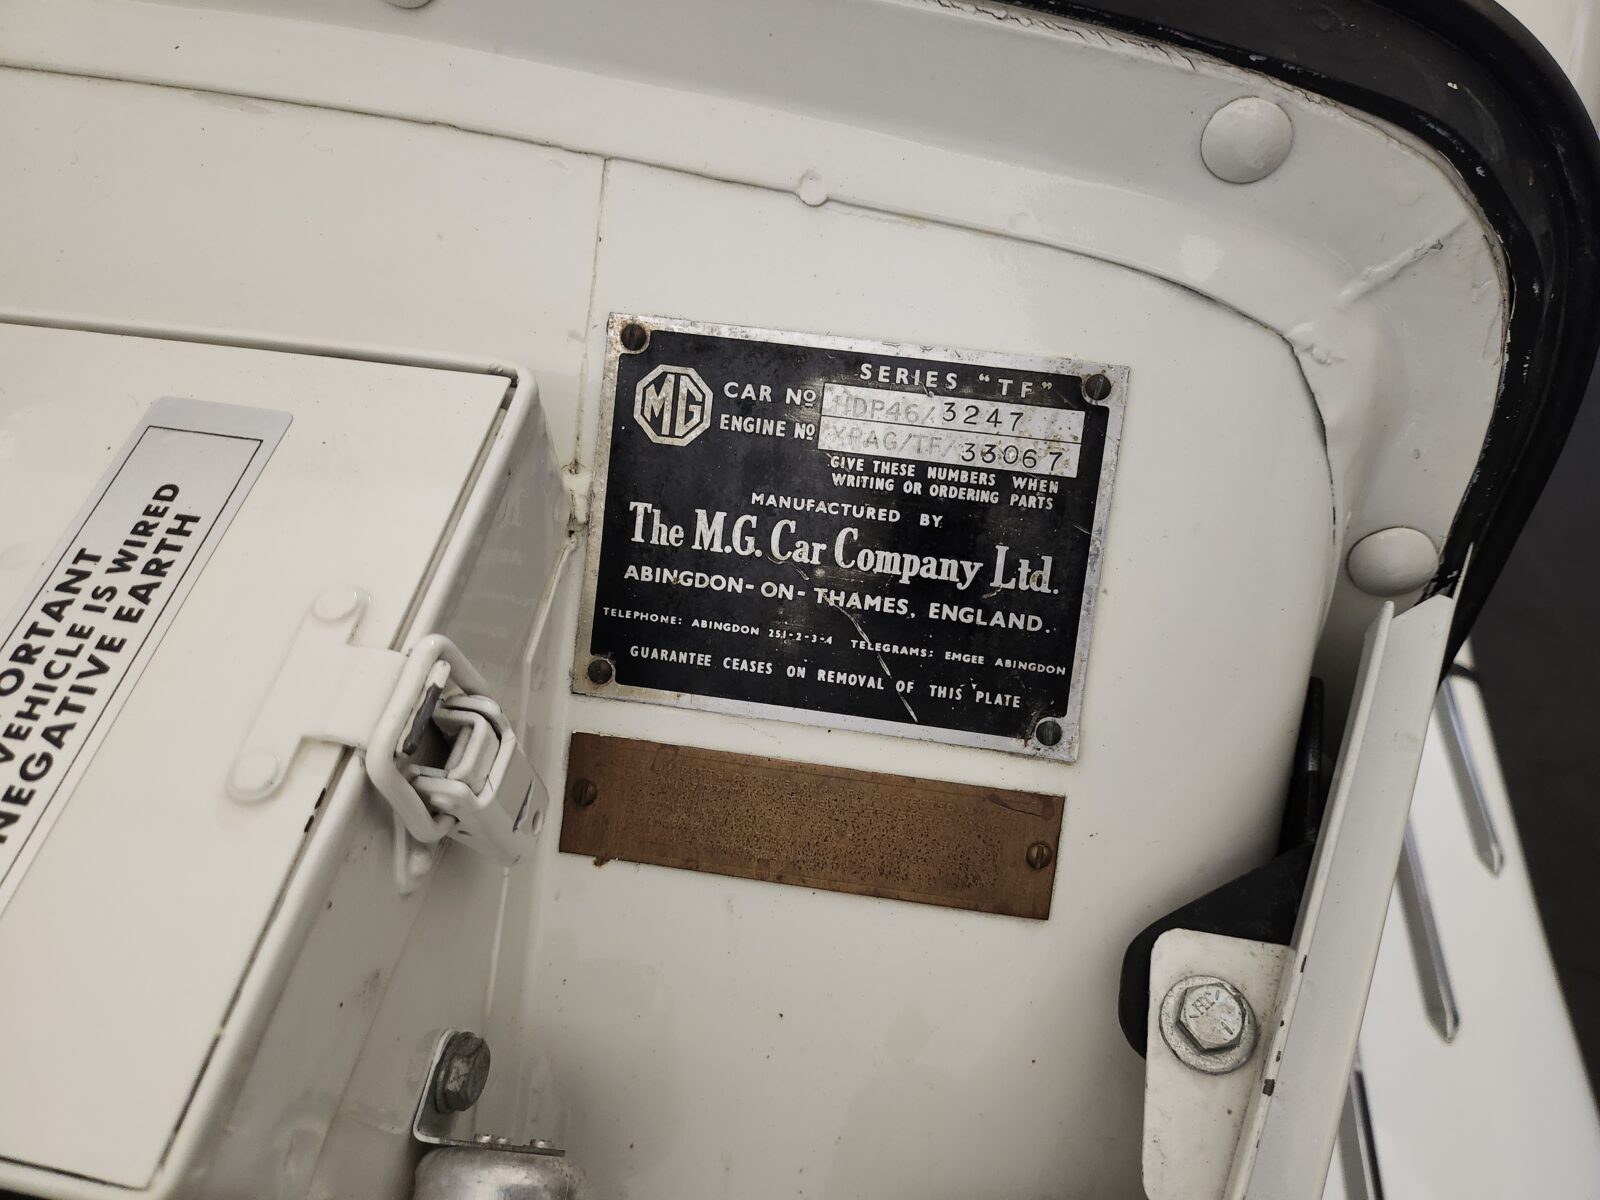 SERIES "TF"
MG
CAR Nº HDP46/3247
ENGINE Nº XPAG/TF/33067
GIVE THESE NUMBERS WHEN
WRITING OR ORDERING PARTS
MANUFACTURED BY
The M.G. Car Company Ltd.
ABINGDON-ON-THAMES, ENGLAND.
TELEPHONE: ABINGDON 251-2-3-4 TELEGRAMS: EMGEE ABINGDON
GUARANTEE CEASES ON REMOVAL OF THIS PLATE
VEHICLE IS WIRED
NEGATIVE EARTH